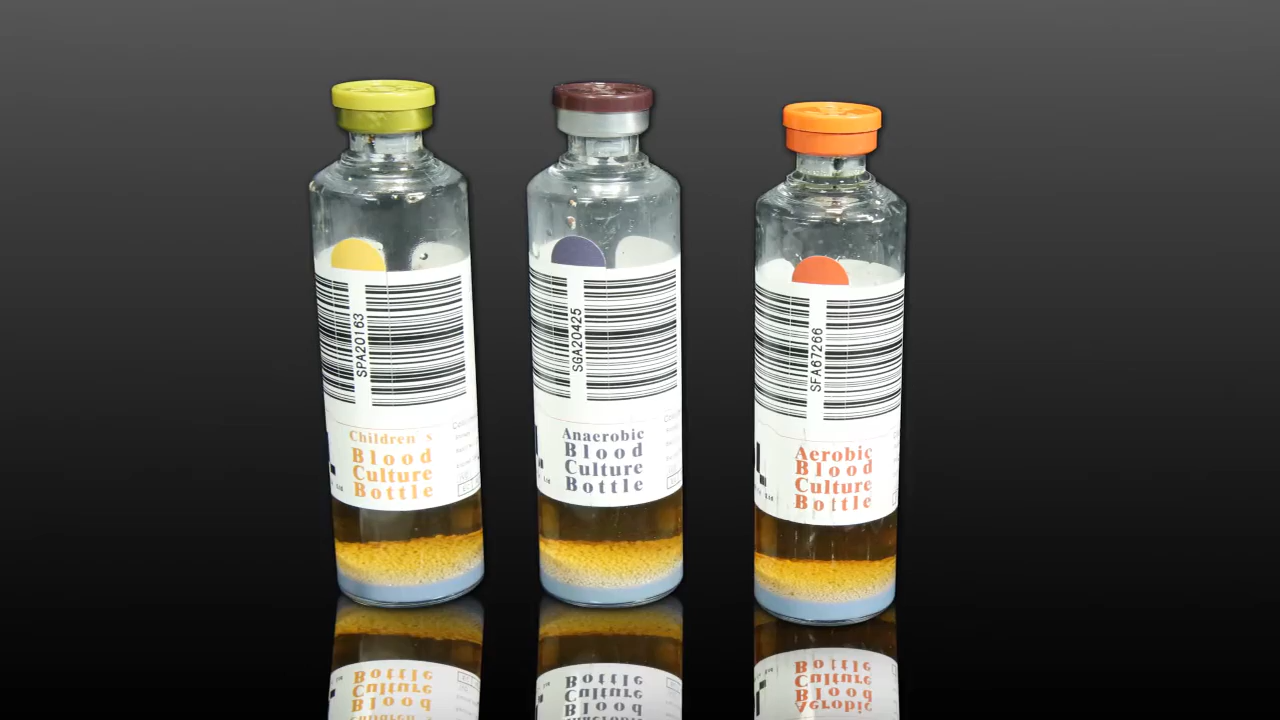 SPA20163
Children's
Blood
Culture
Bottle
SGA20425
Anaerobic
Blood
Culture
Bottle
SFA67266
Aerobic
Blood
Culture
Bottle